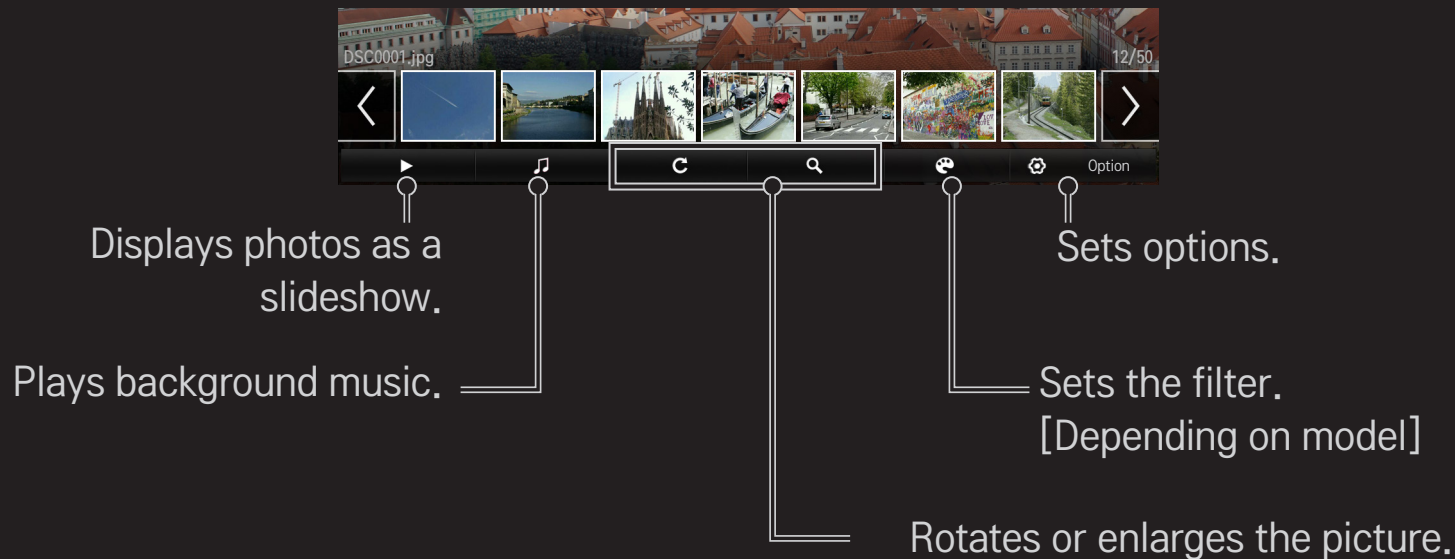 DSC0001.jpg
12/50
Option
Displays photos as a
slideshow.
Sets options.
Plays background music.
Sets the filter.
[Depending on model]
Rotates or enlarges the picture.